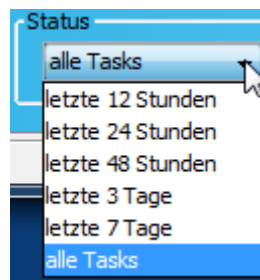 Status
alle Tasks
letzte 12 Stunden
letzte 24 Stunden
letzte 48 Stunden
letzte 3 Tage
letzte 7 Tage
alle Tasks